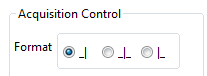 Acquisition Control
Format _| _|_ |_